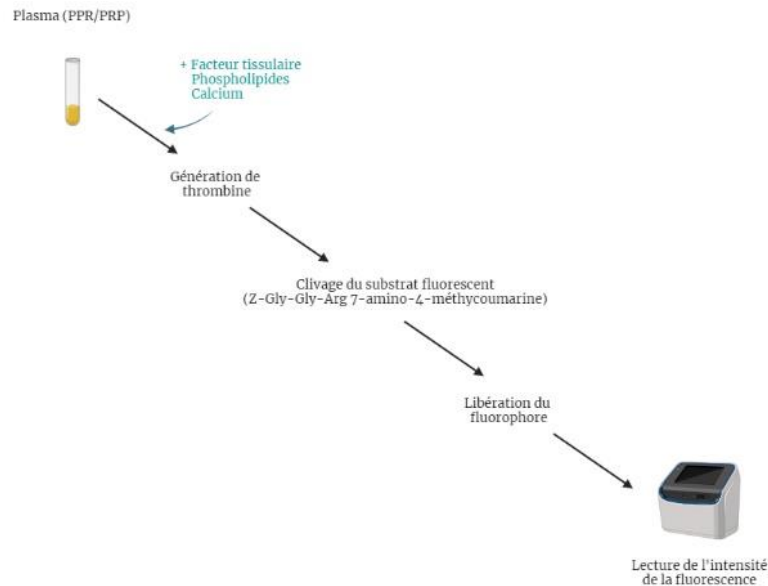 Plasma (PPR/PRP)
+ Facteur tissulaire
Phospholipides
Calcium
Génération de
thrombine
Clivage du substrat fluorescent
(Z-Gly-Gly-Arg 7-amino-4-méthycoumarine)
Libération du
fluorophore
Lecture de l'intensité
de la fluorescence